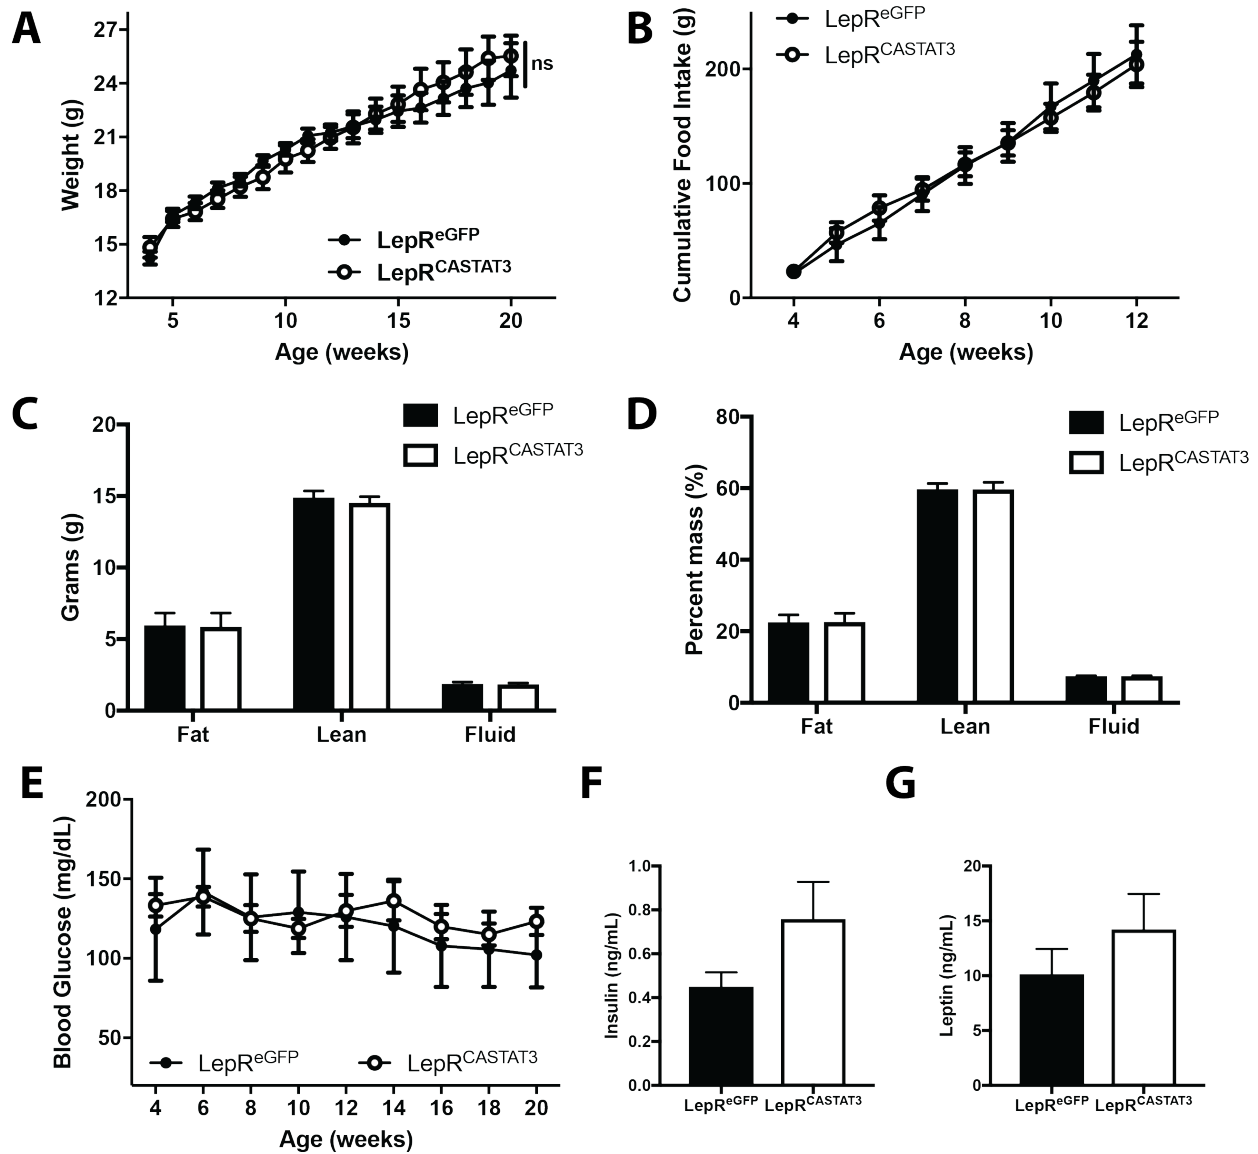 A
Weight (g)
27
24
21
18
15
12
5
10
15
20
Age (weeks)
ns
LepReGFP
LepRCASTAT3
B
Cumulative Food Intake (g)
200
100
0
4
6
8
10
12
Age (weeks)
LepReGFP
LepRCASTAT3
C
Grams (g)
20
15
10
5
0
Fat
Lean
Fluid
LepReGFP
LepRCASTAT3
D
Percent mass (%)
80
60
40
20
0
Fat
Lean
Fluid
LepReGFP
LepRCASTAT3
E
Blood Glucose (mg/dL)
200
150
100
50
4
6
8
10
12
14
16
18
20
Age (weeks)
LepReGFP
LepRCASTAT3
F
Insulin (ng/mL)
1.0
0.8
0.6
0.4
0.2
0.0
LepReGFP
LepRCASTAT3
G
Leptin (ng/mL)
20
15
10
5
0
LepReGFP
LepRCASTAT3